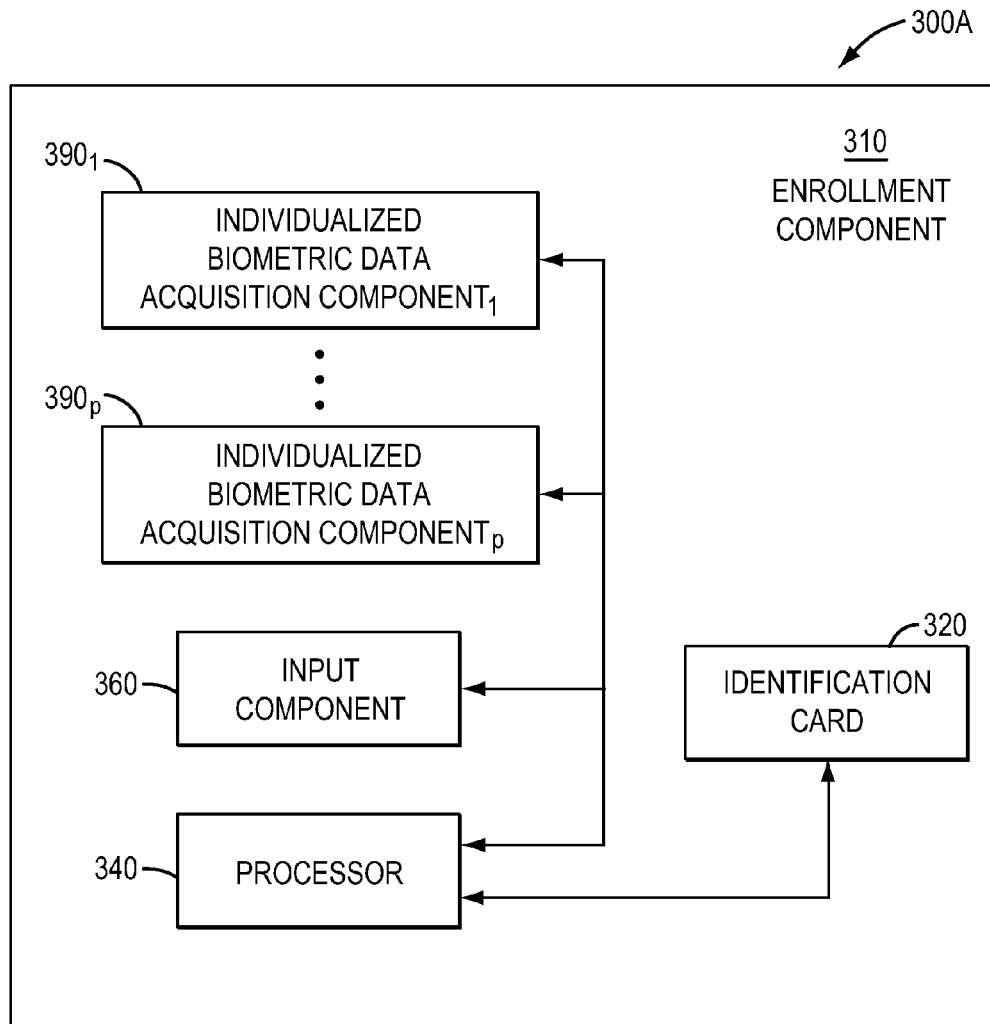 300A
310
ENROLLMENT
COMPONENT
390₁
INDIVIDUALIZED
BIOMETRIC DATA
ACQUISITION COMPONENT₁
390ₚ
INDIVIDUALIZED
BIOMETRIC DATA
ACQUISITION COMPONENTₚ
360
INPUT
COMPONENT
320
IDENTIFICATION
CARD
340
PROCESSOR